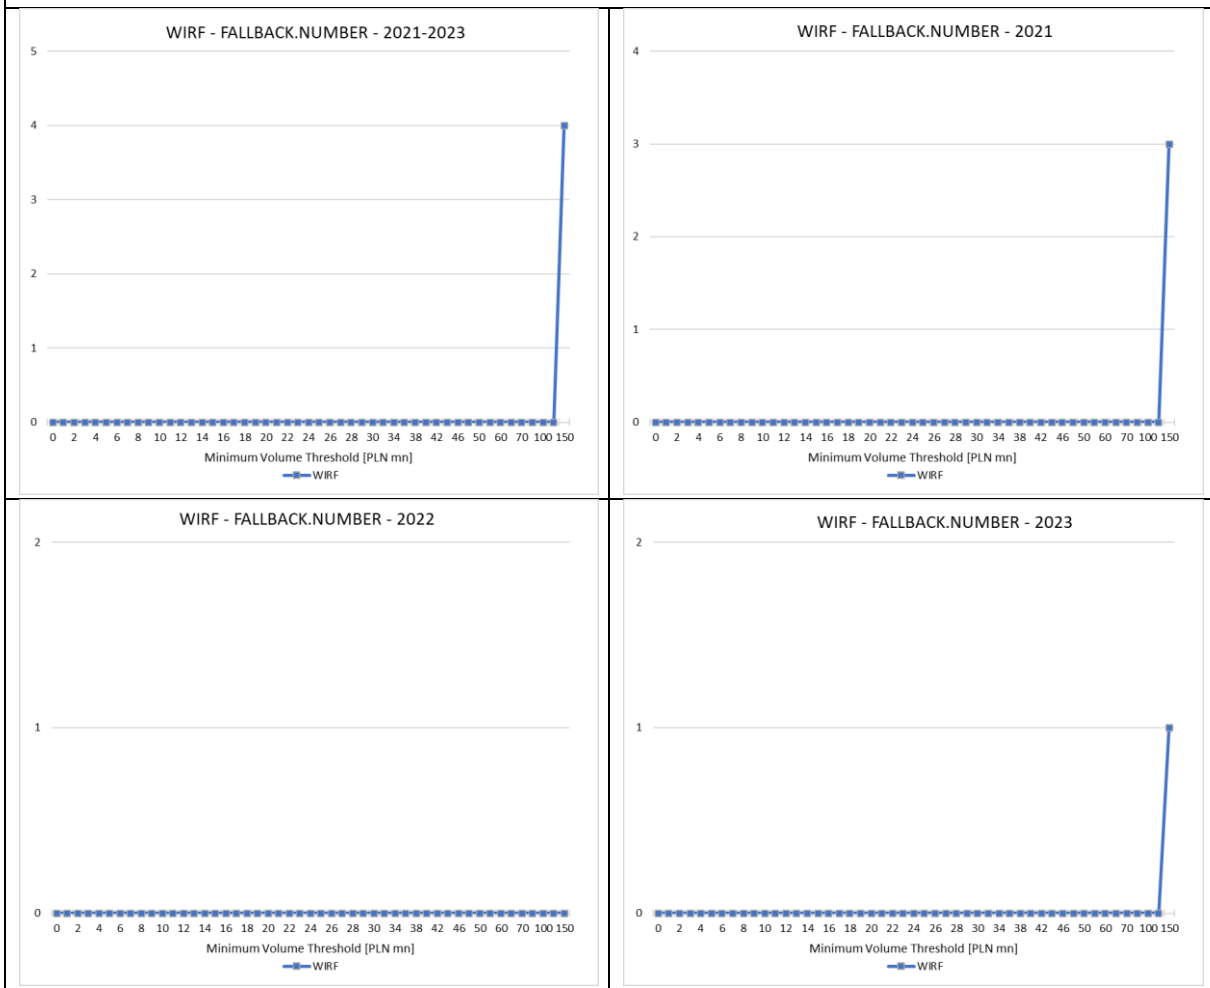 WIRF - FALLBACK.NUMBER - 2021-2023
5
4
3
2
1
0
0 2 4 6 8 10 12 14 16 18 20 22 24 26 28 30 34 38 42 46 50 60 70 100 150
Minimum Volume Threshold [PLN mn]
WIRF
WIRF - FALLBACK.NUMBER - 2021
4
3
2
1
0
0 2 4 6 8 10 12 14 16 18 20 22 24 26 28 30 34 38 42 46 50 60 70 100 150
Minimum Volume Threshold [PLN mn]
WIRF
WIRF - FALLBACK.NUMBER - 2022
2
1
0
0 2 4 6 8 10 12 14 16 18 20 22 24 26 28 30 34 38 42 46 50 60 70 100 150
Minimum Volume Threshold [PLN mn]
WIRF
WIRF - FALLBACK.NUMBER - 2023
2
1
0
0 2 4 6 8 10 12 14 16 18 20 22 24 26 28 30 34 38 42 46 50 60 70 100 150
Minimum Volume Threshold [PLN mn]
WIRF